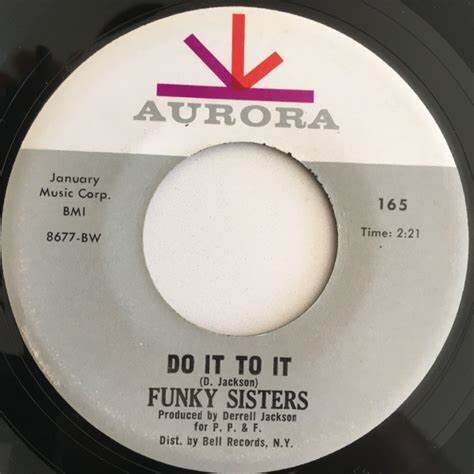 AURORA
January
Music Corp.
BMI
8677-BW
165
Time: 2:21
DO IT TO IT
(D. Jackson)
FUNKY SISTERS
Produced by Derrell Jackson
for P. P. & F.
Dist. by Bell Records, N.Y.